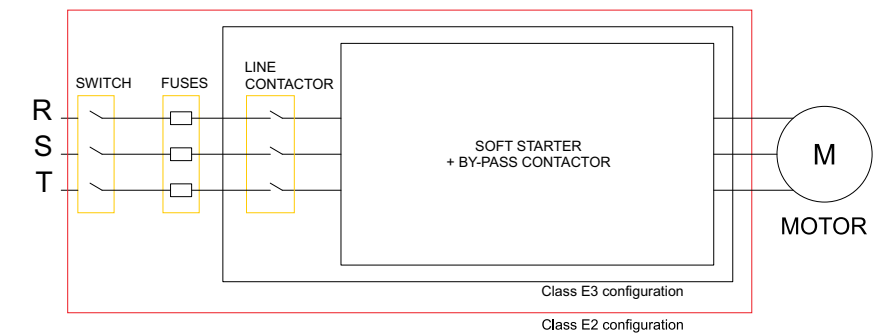 SWITCH
FUSES
LINE
CONTACTOR
R
S
T
SOFT STARTER
+ BY-PASS CONTACTOR
M
MOTOR
Class E3 configuration
Class E2 configuration